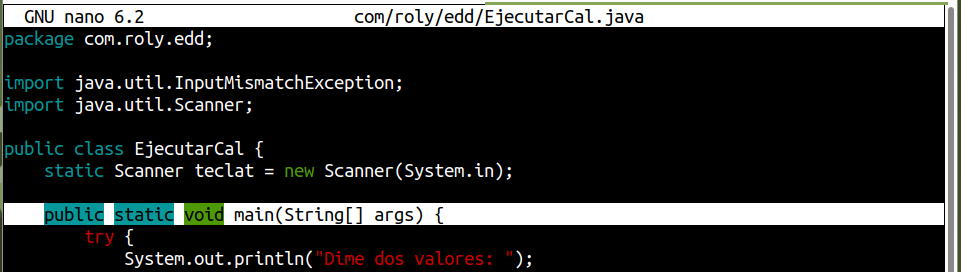 GNU nano 6.2 com/roly/edd/EjecutarCal.java
package com.roly.edd;
import java.util.InputMismatchException;
import java.util.Scanner;
public class EjecutarCal {
static Scanner teclat = new Scanner(System.in);
public static void main(String[] args) {
try {
System.out.println("Dime dos valores: ");